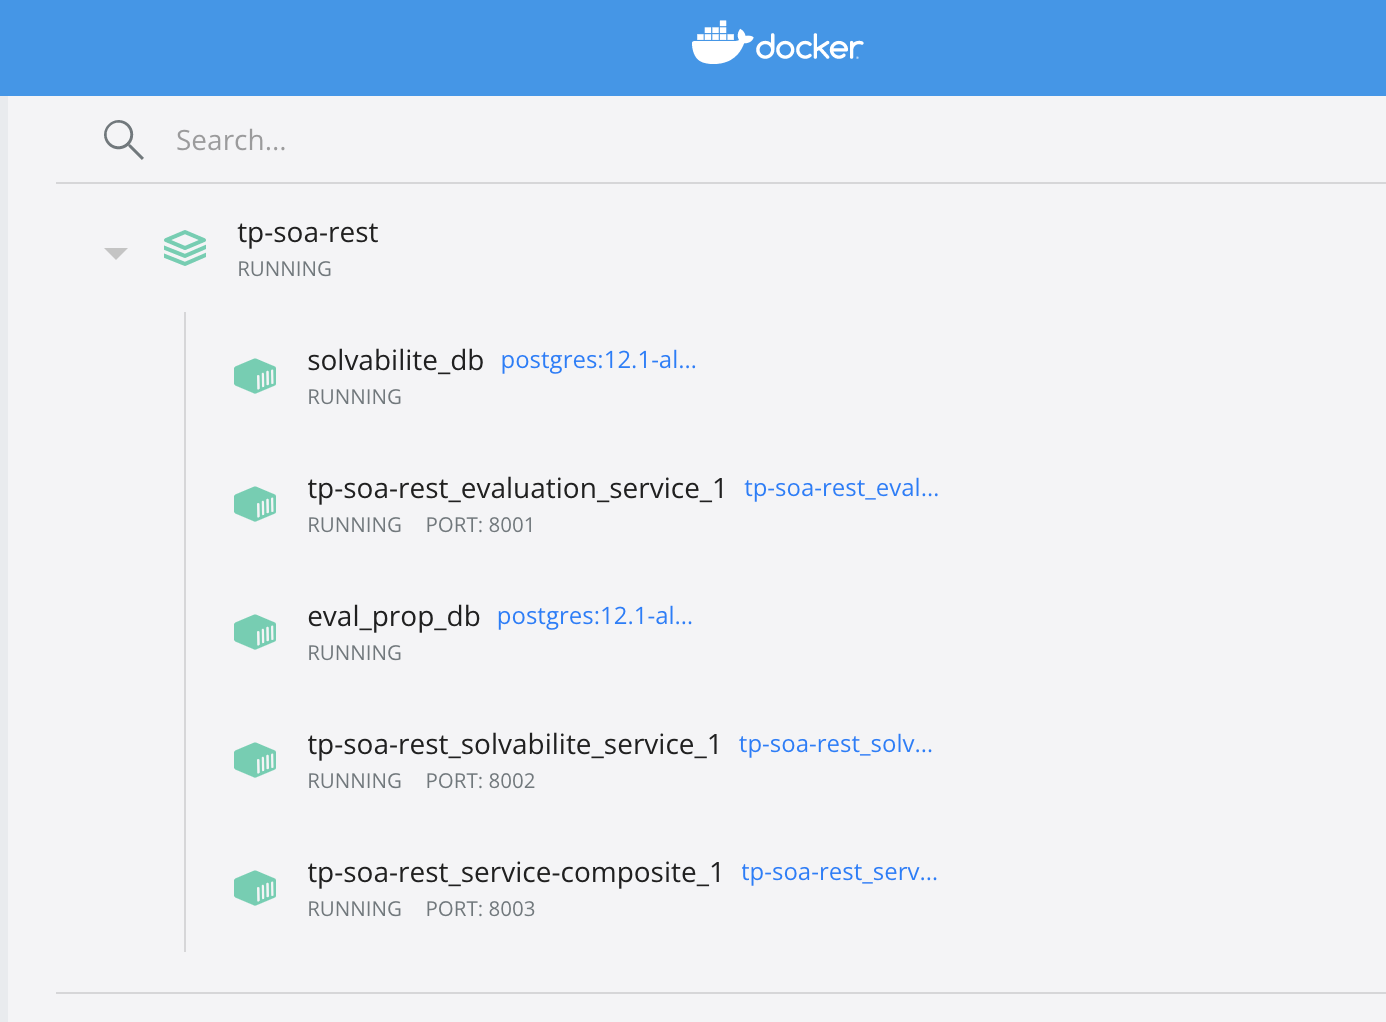 docker
Search...
tp-soa-rest
RUNNING
solvabilite_db postgres:12.1-al...
RUNNING
tp-soa-rest_evaluation_service_1 tp-soa-rest_eval...
RUNNING PORT: 8001
eval_prop_db postgres:12.1-al...
RUNNING
tp-soa-rest_solvabilite_service_1 tp-soa-rest_solv...
RUNNING PORT: 8002
tp-soa-rest_service-composite_1 tp-soa-rest_serv...
RUNNING PORT: 8003